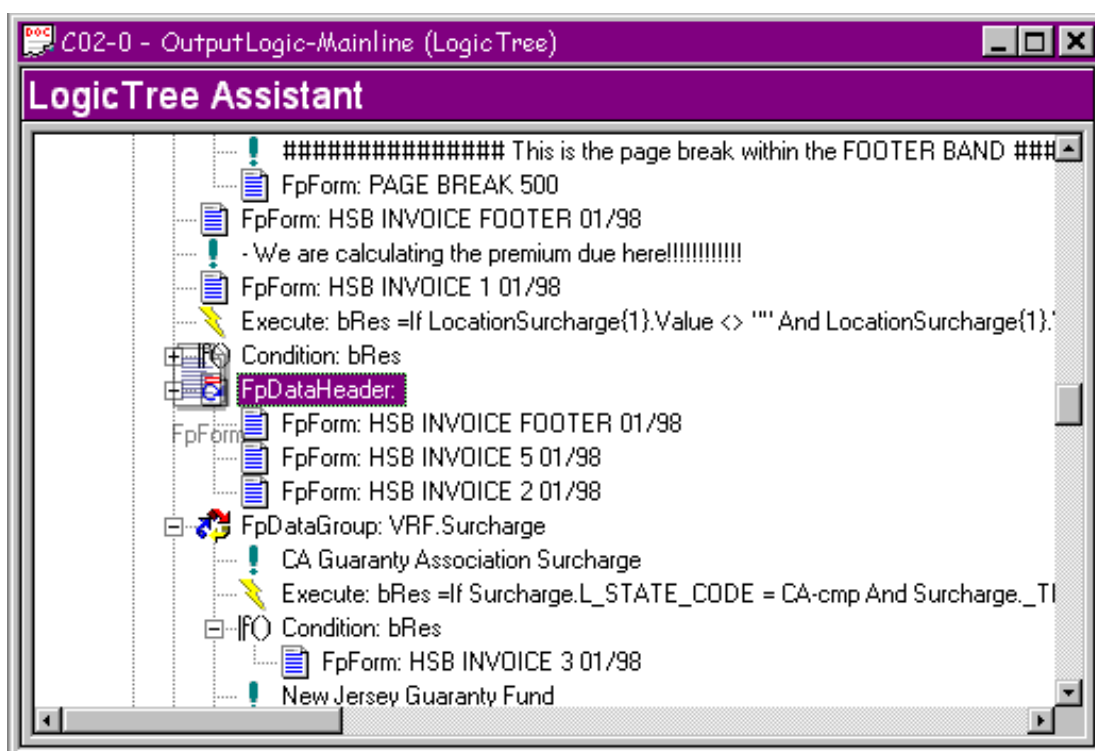 DOC C02-0 - OutputLogic-Mainline (LogicTree)
LogicTree Assistant
############### This is the page break within the FOOTER BAND ###
FpForm: PAGE BREAK 500
FpForm: HSB INVOICE FOOTER 01/98
- We are calculating the premium due here!!!!!!!!!!!!
FpForm: HSB INVOICE 1 01/98
Execute: bRes =If LocationSurcharge{1}.Value <> "" And LocationSurcharge{1}.
If() Condition: bRes
FpDataHeader:
FpForm: HSB INVOICE FOOTER 01/98
FpForm
FpForm: HSB INVOICE 5 01/98
FpForm: HSB INVOICE 2 01/98
FpDataGroup: VRF.Surcharge
CA Guaranty Association Surcharge
Execute: bRes =If Surcharge.L_STATE_CODE = CA-cmp And Surcharge._
If() Condition: bRes
FpForm: HSB INVOICE 3 01/98
New Jersey Guaranty Fund